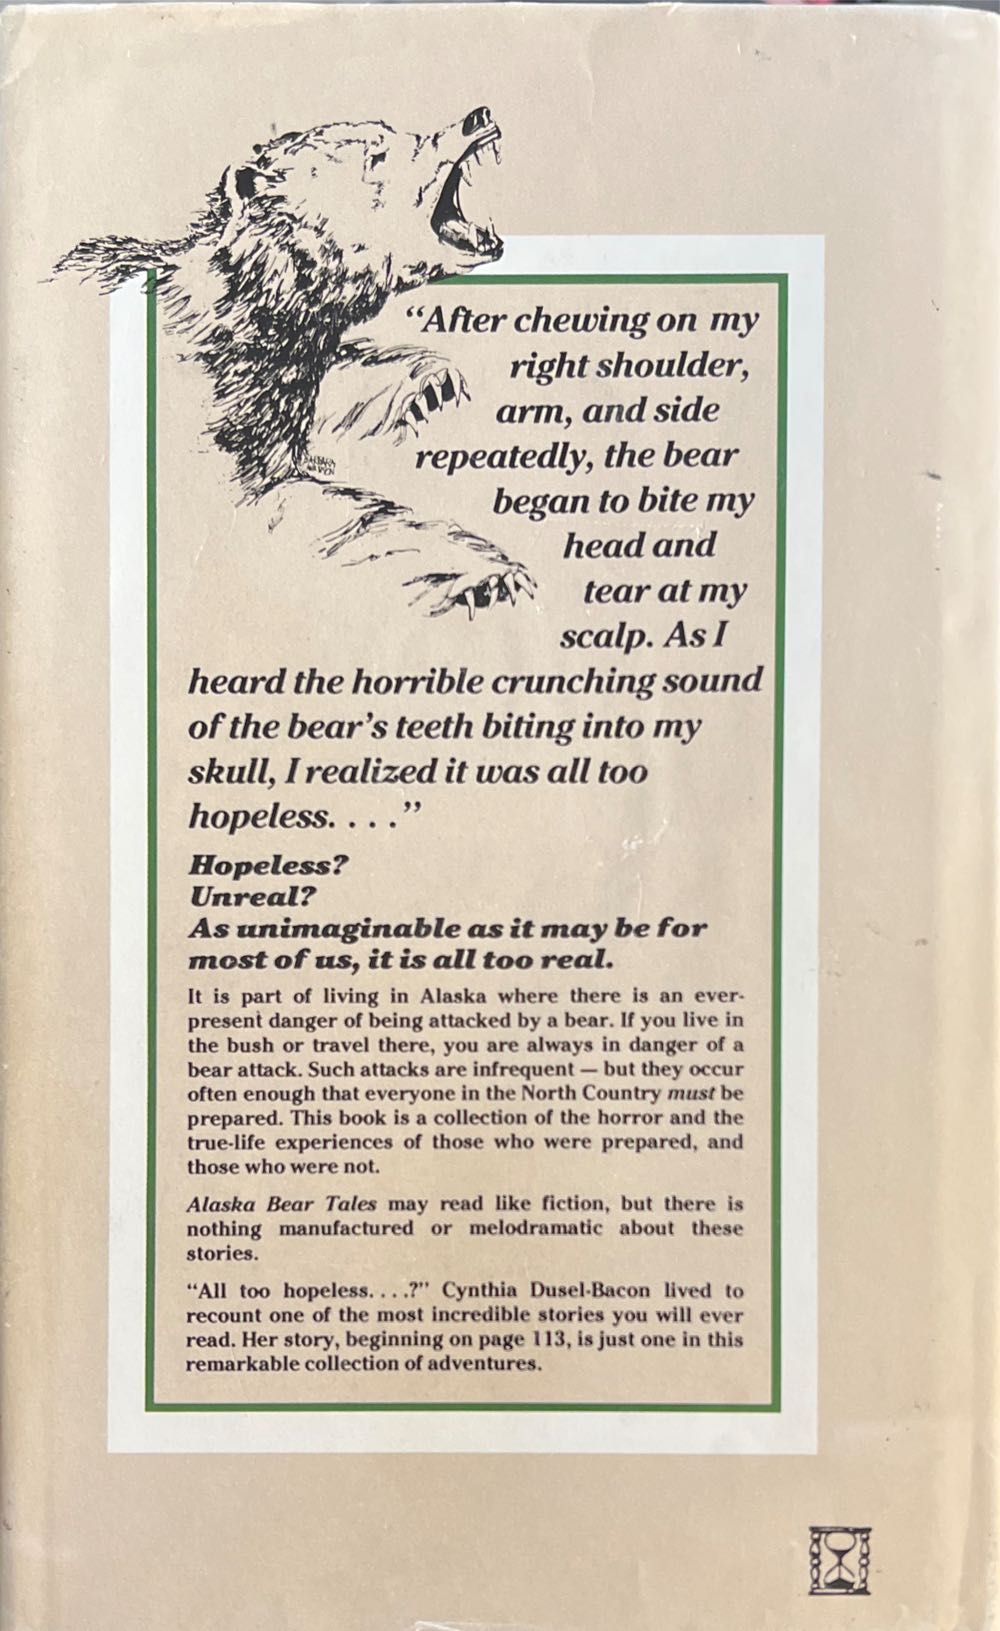 “After chewing on my
right shoulder,
arm, and side
repeatedly, the bear
began to bite my
head and
tear at my
scalp. As I
heard the horrible crunching sound
of the bear’s teeth biting into my
skull, I realized it was all too
hopeless. . . .”
Hopeless?
Unreal?
As unimaginable as it may be for
most of us, it is all too real.
It is part of living in Alaska where there is an ever-
present danger of being attacked by a bear. If you live in
the bush or travel there, you are always in danger of a
bear attack. Such attacks are infrequent — but they occur
often enough that everyone in the North Country must be
prepared. This book is a collection of the horror and the
true-life experiences of those who were prepared, and
those who were not.
Alaska Bear Tales may read like fiction, but there is
nothing manufactured or melodramatic about these
stories.
“All too hopeless. . . .?” Cynthia Dusel-Bacon lived to
recount one of the most incredible stories you will ever
read. Her story, beginning on page 113, is just one in this
remarkable collection of adventures.